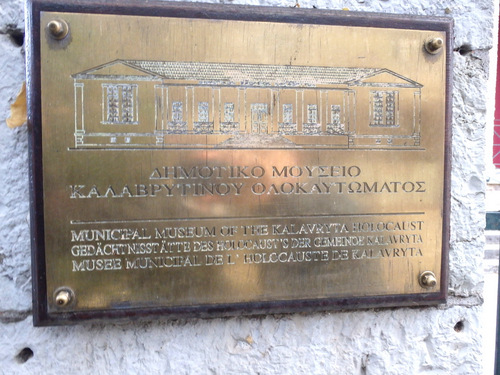 ΔΗΜΟΤΙΚΟ ΜΟΥΣΕΙΟ
ΚΑΛΑΒΡΥΤΙΝΟΥ ΟΛΟΚΑΥΤΩΜΑΤΟΣ
MUNICIPAL MUSEUM OF THE KALAVRYTA HOLOCAUST
GEDÄCHTNISSTÄTTE DES HOLOCAUST'S DER GEMEINDE KALAVRYTA
MUSEE MUNICIPAL DE L' HOLOCAUSTE DE KALAVRYTA